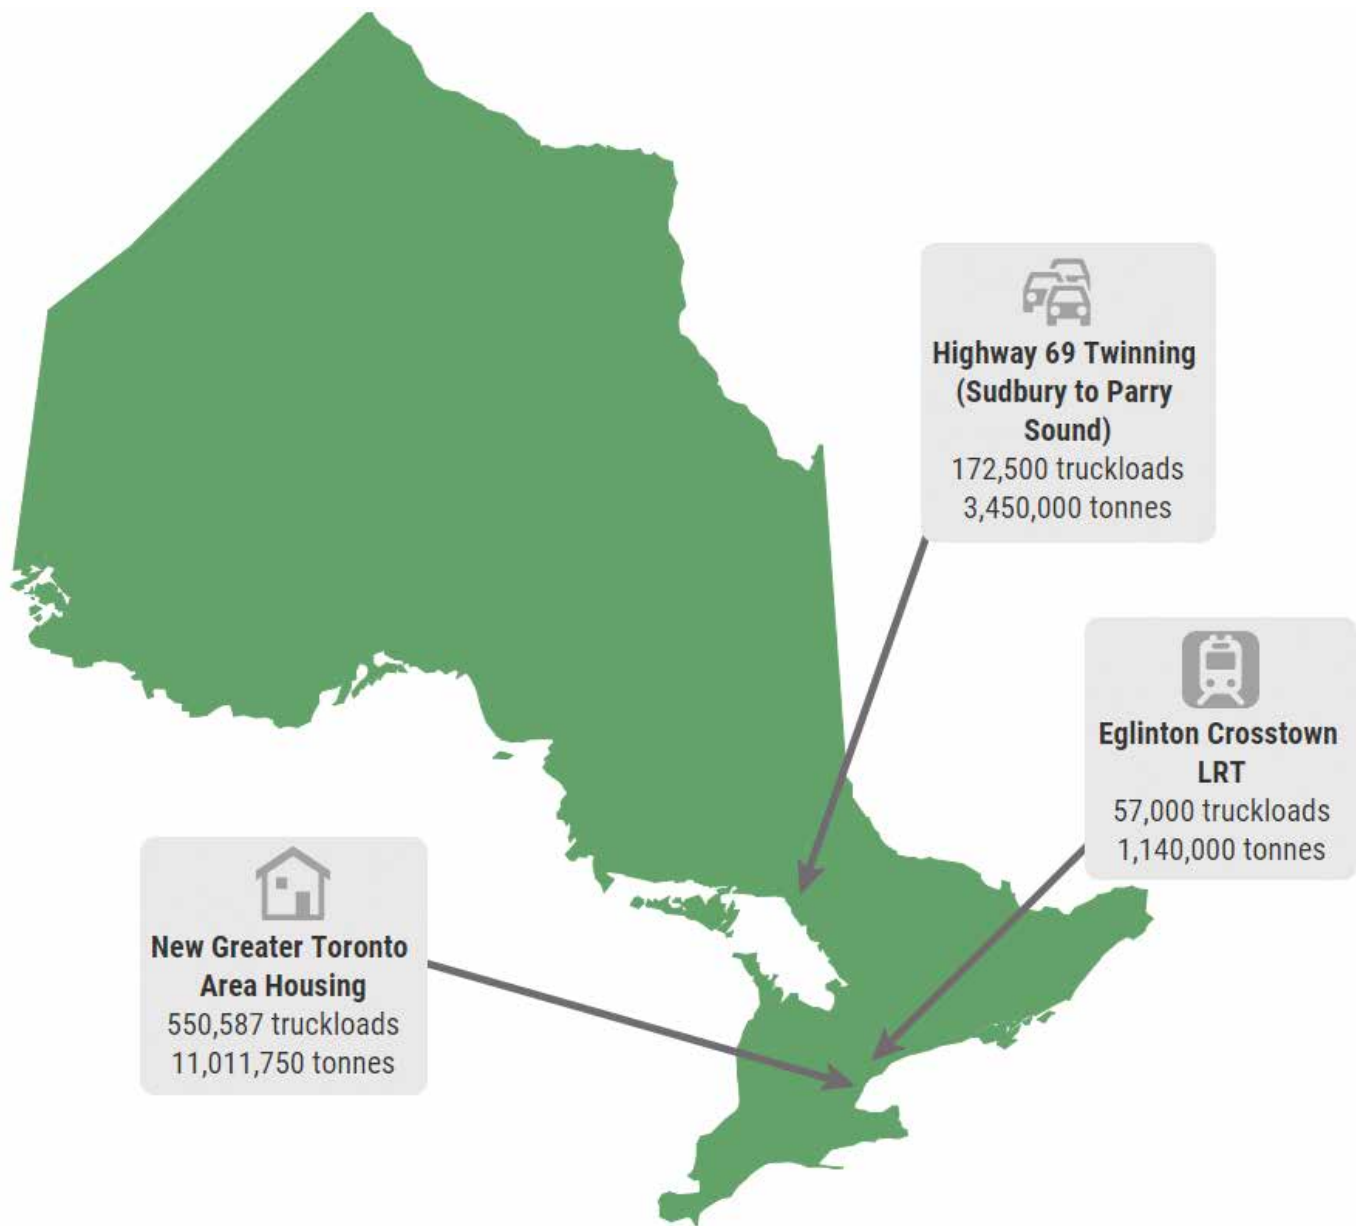 Highway 69 Twinning
(Sudbury to Parry
Sound)
172,500 truckloads
3,450,000 tonnes
Eglinton Crosstown
LRT
57,000 truckloads
1,140,000 tonnes
New Greater Toronto
Area Housing
550,587 truckloads
11,011,750 tonnes